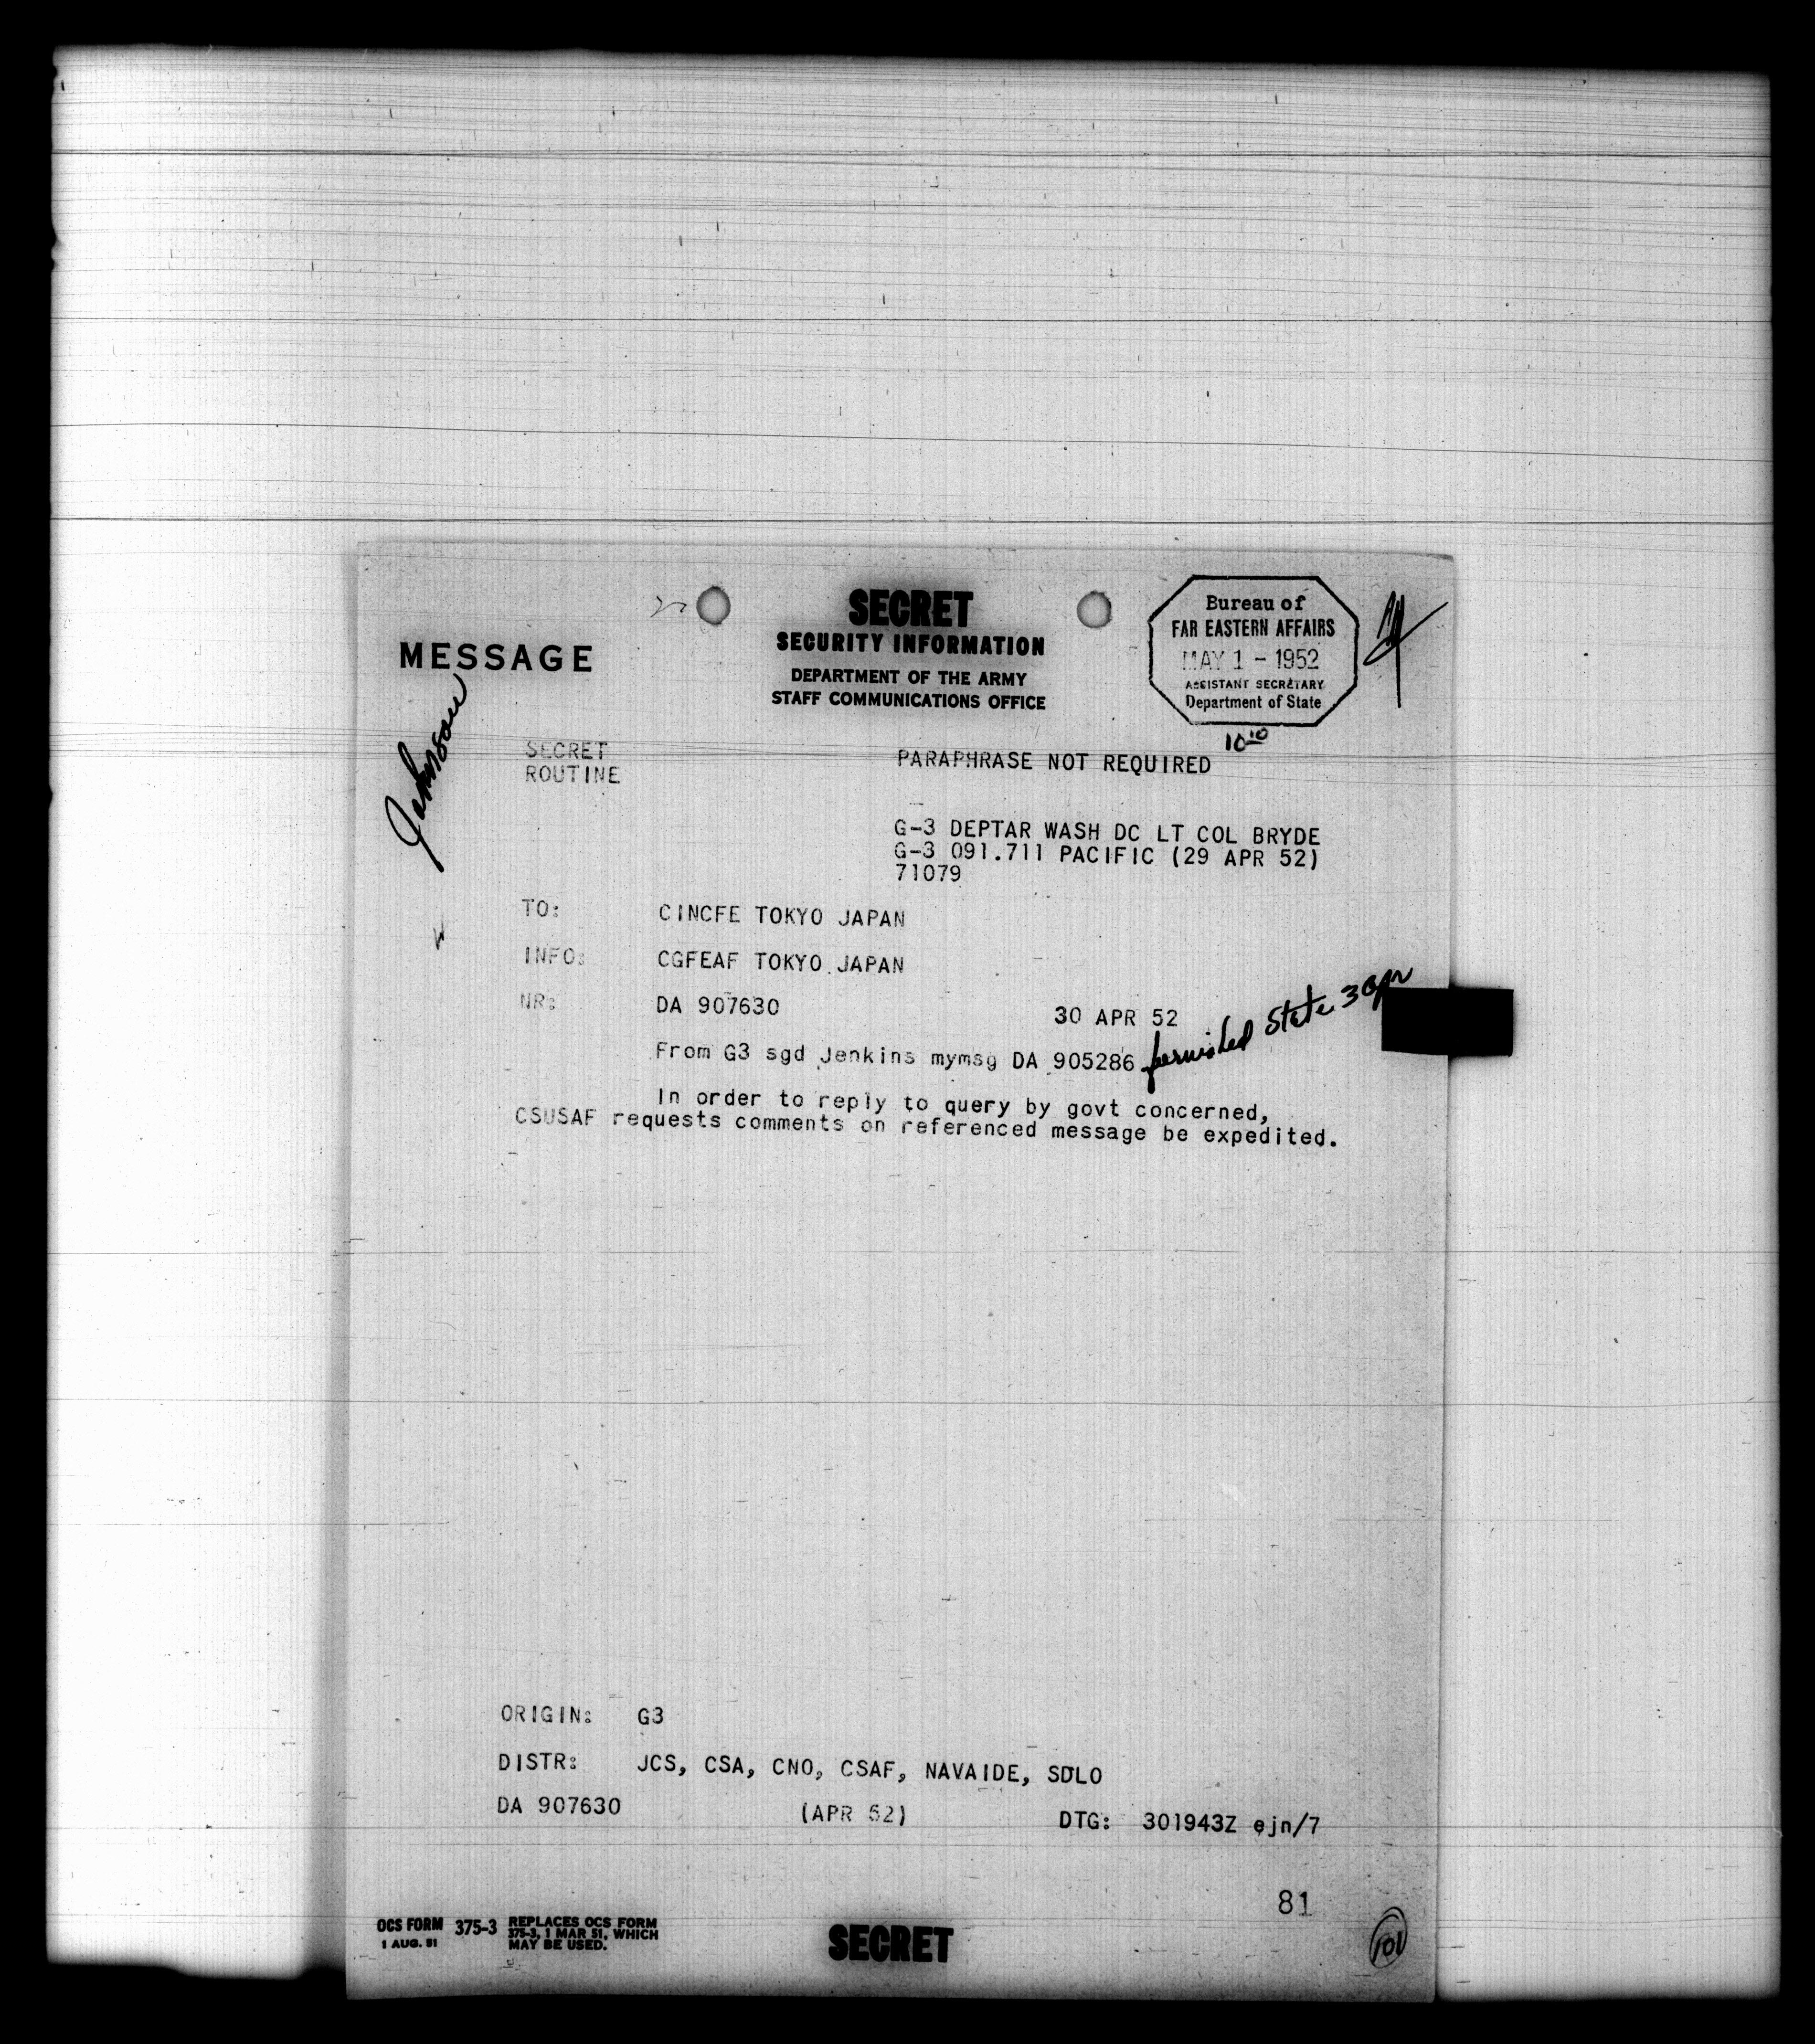 SECRET
SECURITY INFORMATION
DEPARTMENT OF THE ARMY
STAFF COMMUNICATIONS OFFICE
MESSAGE
Bureau of
FAR EASTERN AFFAIRS
MAY 1 - 1952
ASSISTANT SECRETARY
Department of State
10 10
Johnson
SECRET
ROUTINE
PARAPHRASE NOT REQUIRED
G-3 DEPTAR WASH DC LT COL BRYDE
G-3 091.711 PACIFIC (29 APR 52)
71079
TO: CINCFE TOKYO JAPAN
INFO: CGFEAF TOKYO JAPAN
NR: DA 907630 30 APR 52
From G3 sgd Jenkins mymsg DA 905286 furnished State 3 Apr
In order to reply to query by govt concerned,
CSUSAF requests comments on referenced message be expedited.
ORIGIN: G3
DISTR: JCS, CSA, CNO, CSAF, NAVAIDE, SDLO
DA 907630 (APR 52) DTG: 301943Z ejn/7
81
OCS FORM 375-3 REPLACES OCS FORM
1 AUG. 51 375-3, 1 MAR 51, WHICH
MAY BE USED.
SECRET
101